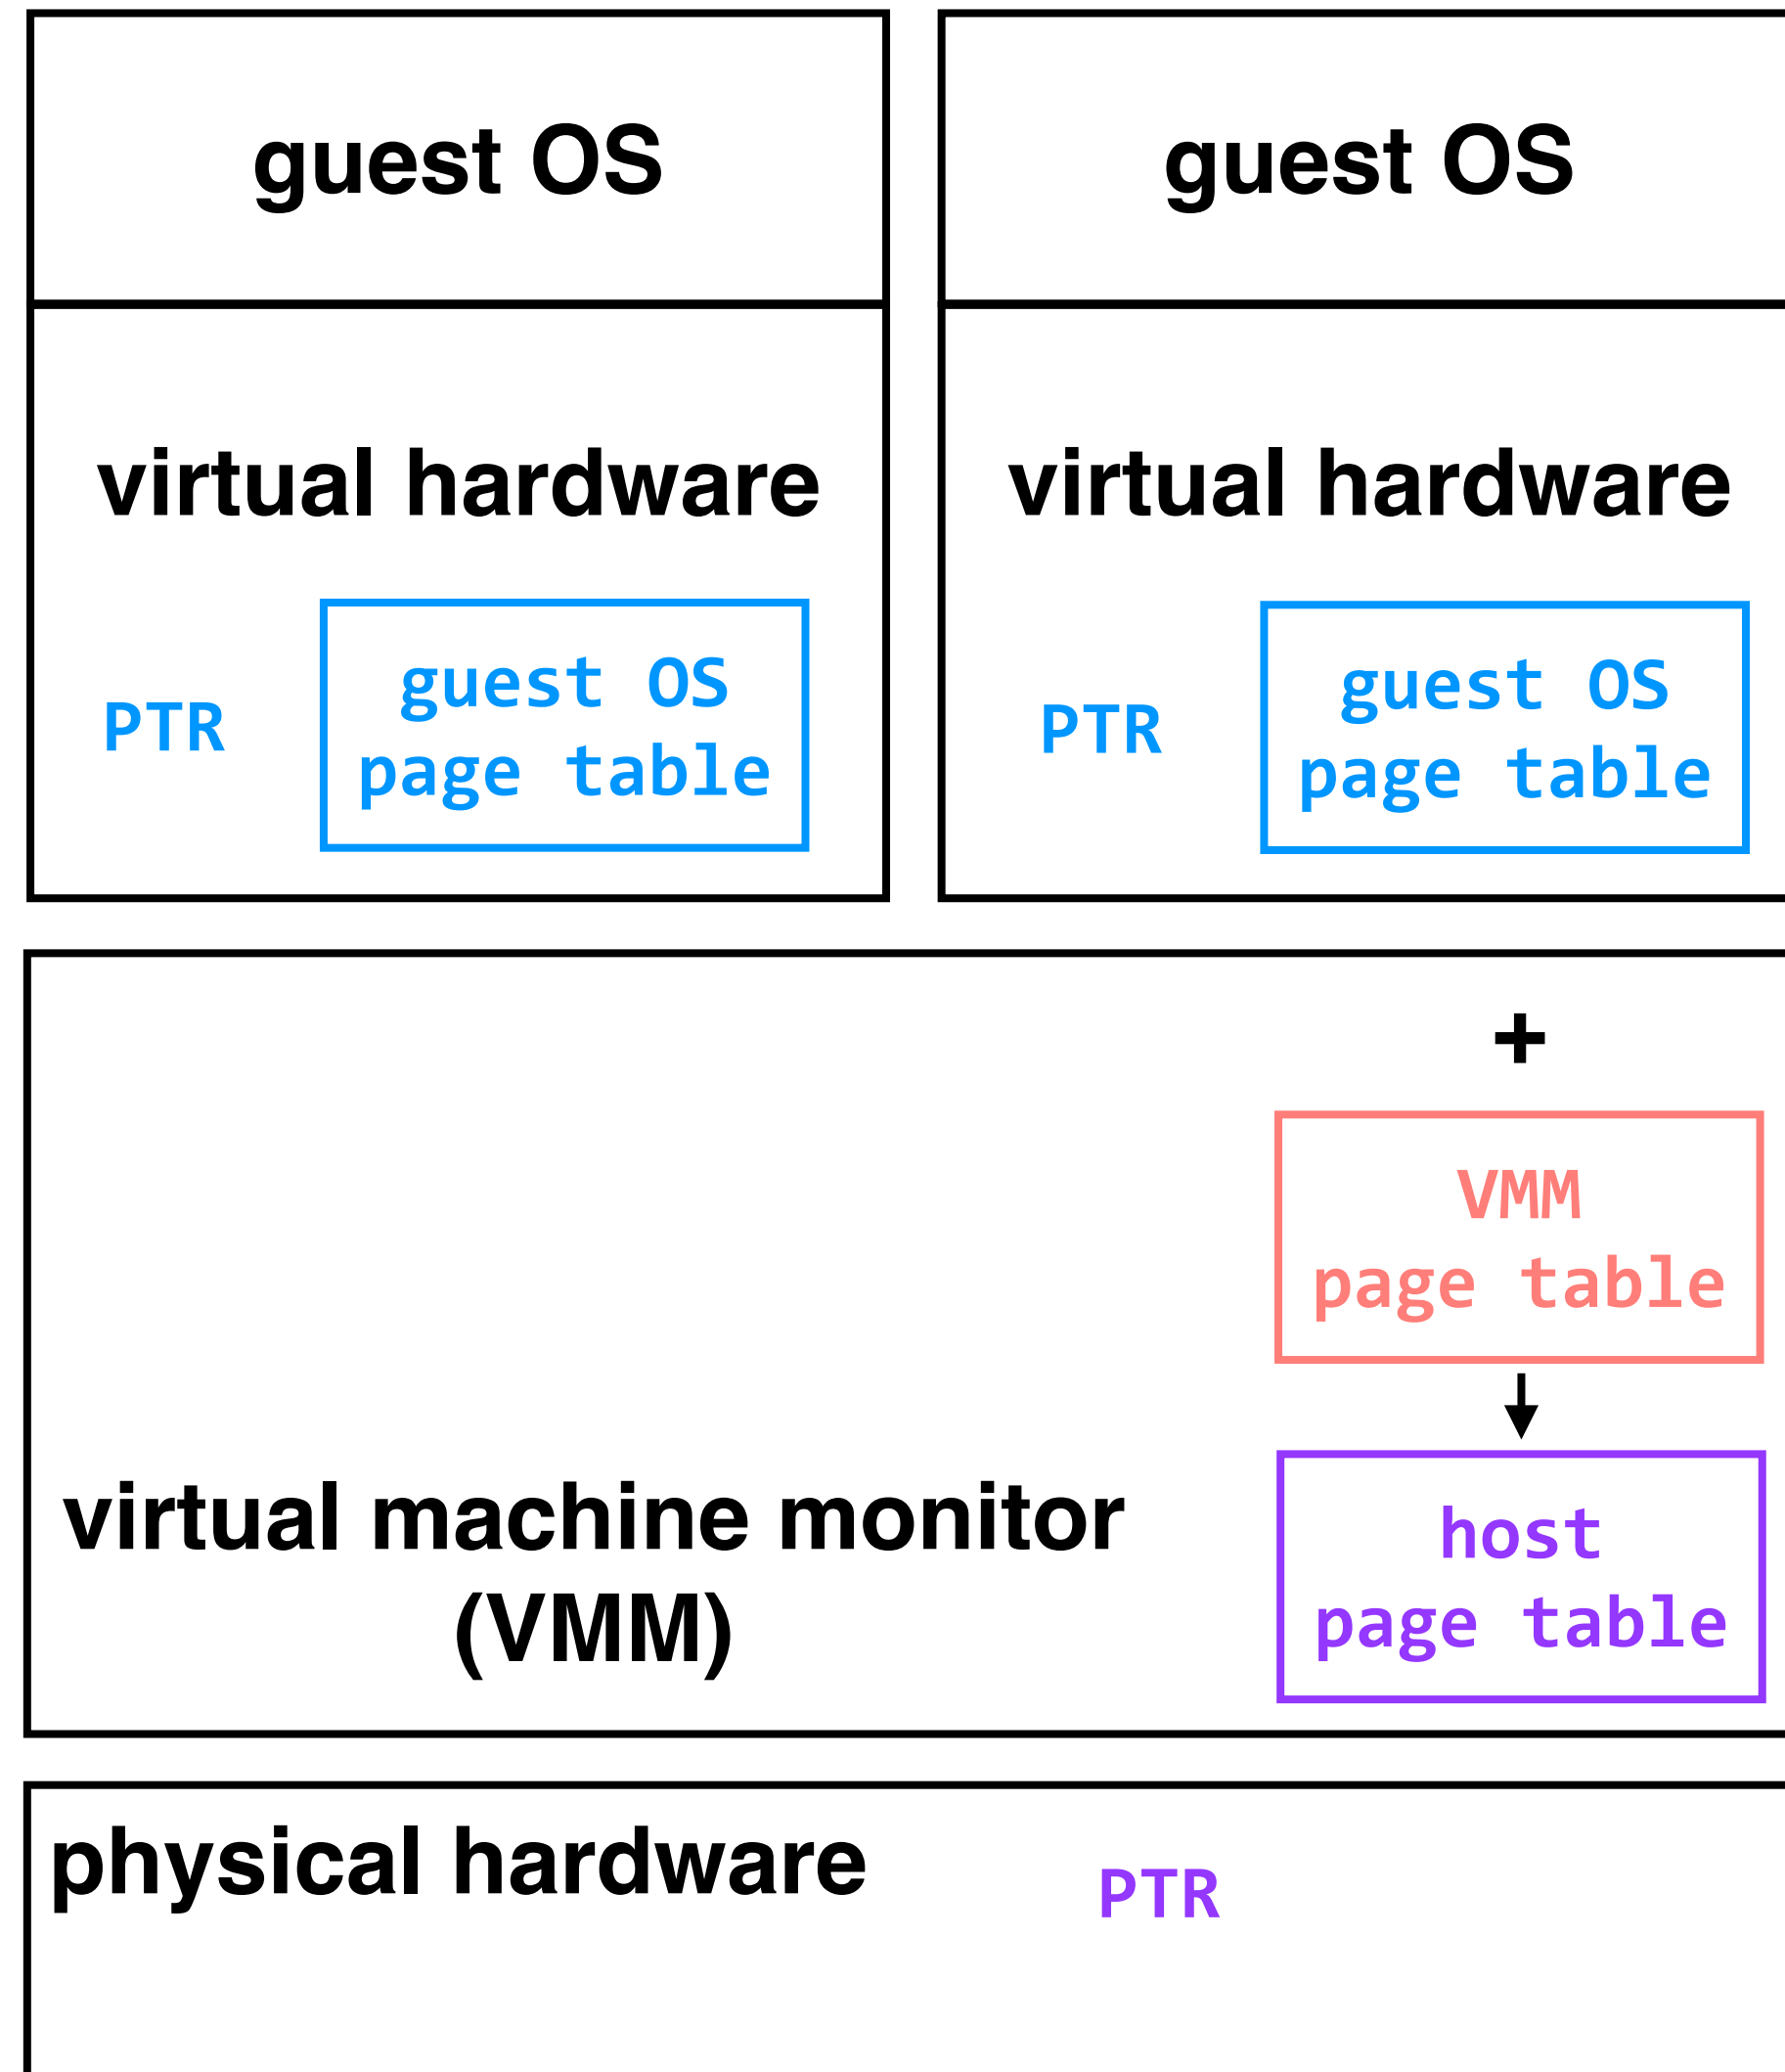 guest OS
guest OS
virtual hardware
virtual hardware
PTR
guest OS
page table
PTR
guest OS
page table
+
VMM
page table
virtual machine monitor
(VMM)
host
page table
physical hardware
PTR